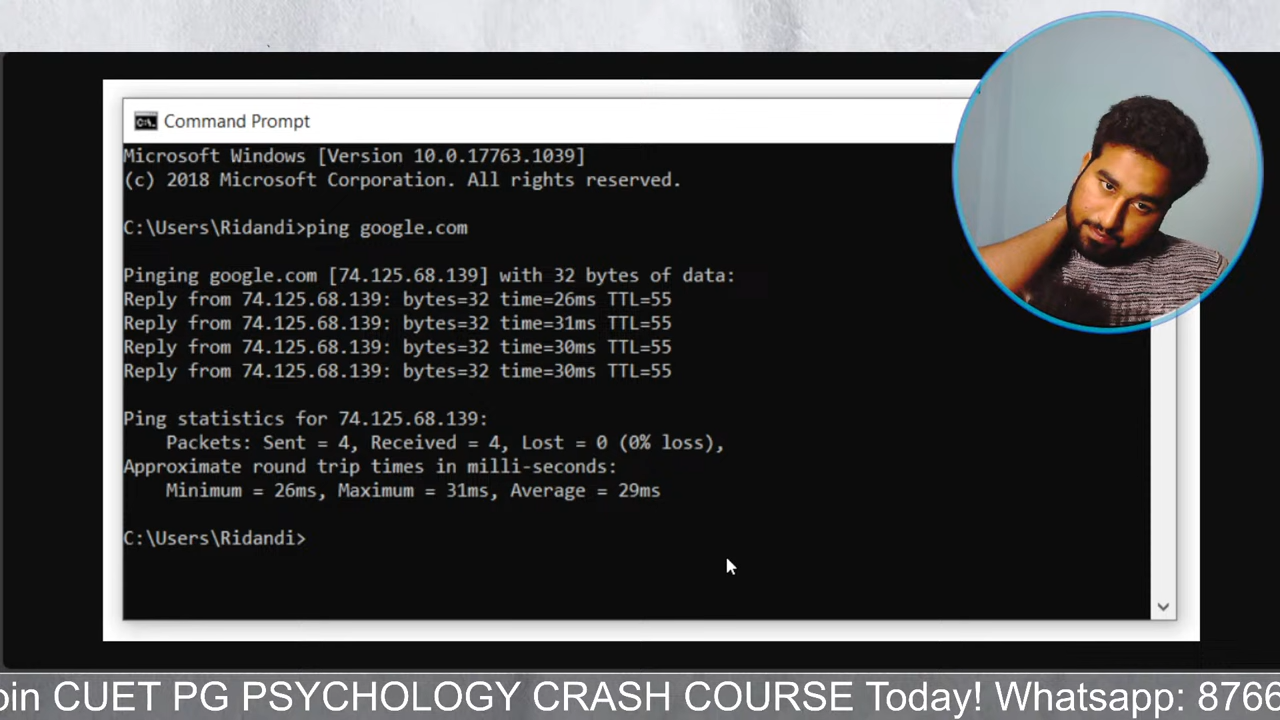 Command Prompt
Microsoft Windows [Version 10.0.17763.1039]
(c) 2018 Microsoft Corporation. All rights reserved.
C:\Users\Ridandi>ping google.com
Pinging google.com [74.125.68.139] with 32 bytes of data:
Reply from 74.125.68.139: bytes=32 time=26ms TTL=55
Reply from 74.125.68.139: bytes=32 time=31ms TTL=55
Reply from 74.125.68.139: bytes=32 time=30ms TTL=55
Reply from 74.125.68.139: bytes=32 time=30ms TTL=55
Ping statistics for 74.125.68.139:
Packets: Sent = 4, Received = 4, Lost = 0 (0% loss),
Approximate round trip times in milli-seconds:
Minimum = 26ms, Maximum = 31ms, Average = 29ms
C:\Users\Ridandi>
oin CUET PG PSYCHOLOGY CRASH COURSE Today! Whatsapp: 8766